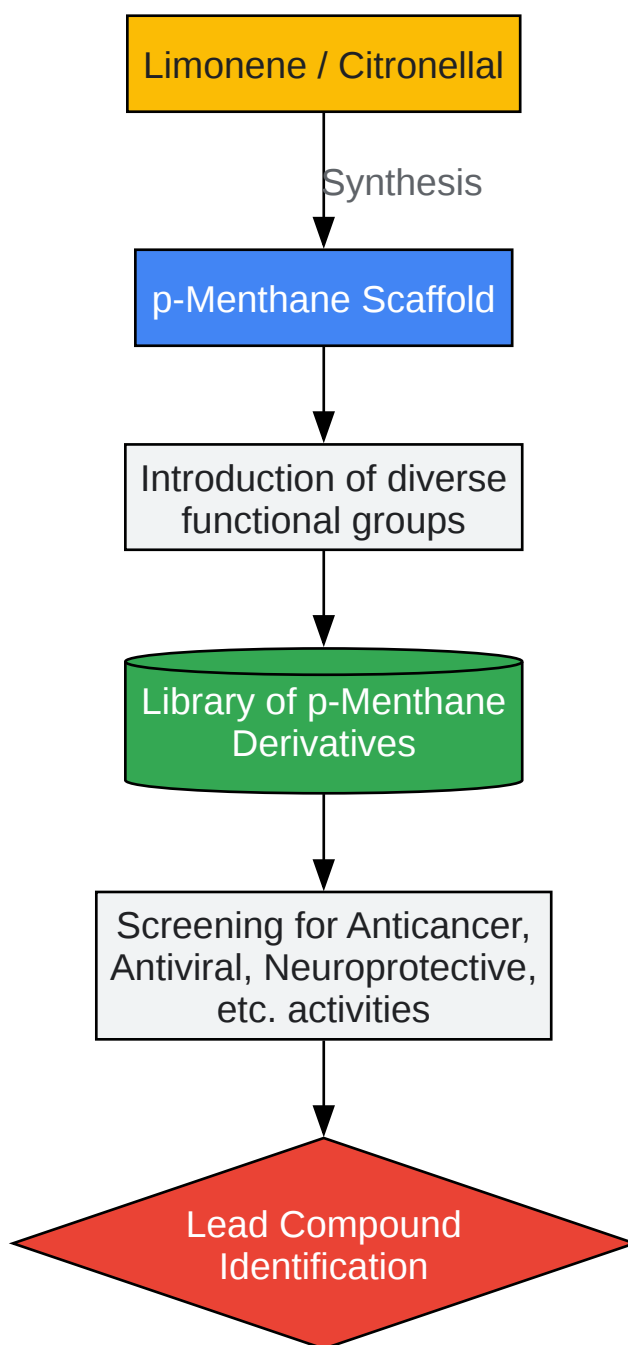 Limonene / Citronellal
Synthesis
p-Menthane Scaffold
Introduction of diverse
functional groups
Library of p-Menthane
Derivatives
Screening for Anticancer,
Antiviral, Neuroprotective,
etc. activities
Lead Compound
Identification